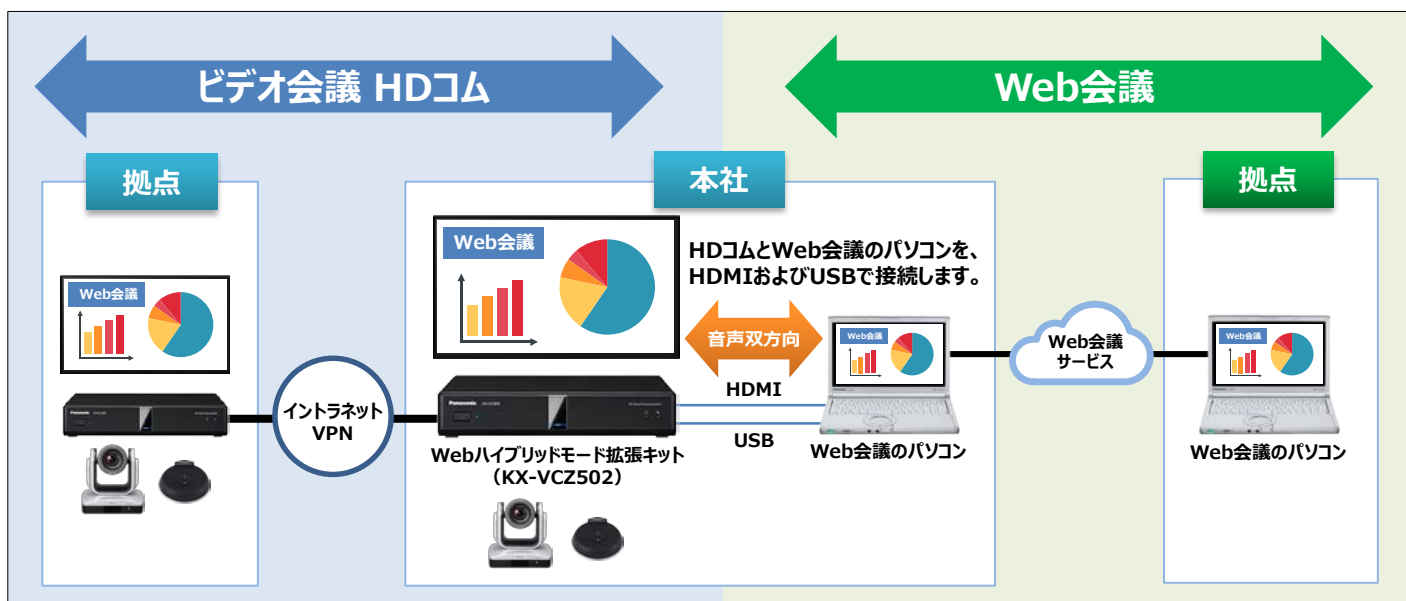 ビデオ会議 HDコム
Web会議
拠点
本社
拠点
Web会議
Web会議
HDコムとWeb会議のパソコンを、
HDMIおよびUSBで接続します。
音声双方向
Web会議
Web会議
サービス
Web会議
HDMI
USB
Panasonic
イントラネット
VPN
Panasonic
Webハイブリッドモード拡張キット
（KX-VCZ502）
Web会議のパソコン
Web会議のパソコン